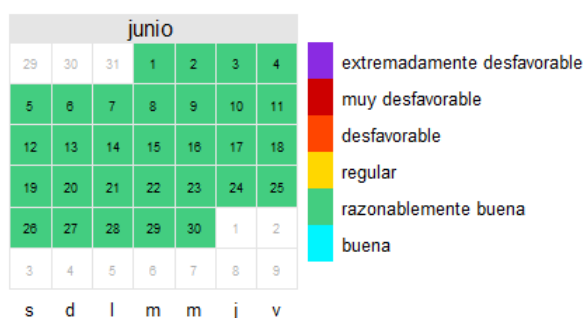 junio
29 30 31 1 2 3 4
5 6 7 8 9 10 11
12 13 14 15 16 17 18
19 20 21 22 23 24 25
26 27 28 29 30 1 2
3 4 5 6 7 8 9
s d l m m j v
extremadamente desfavorable
muy desfavorable
desfavorable
regular
razonablemente buena
buena